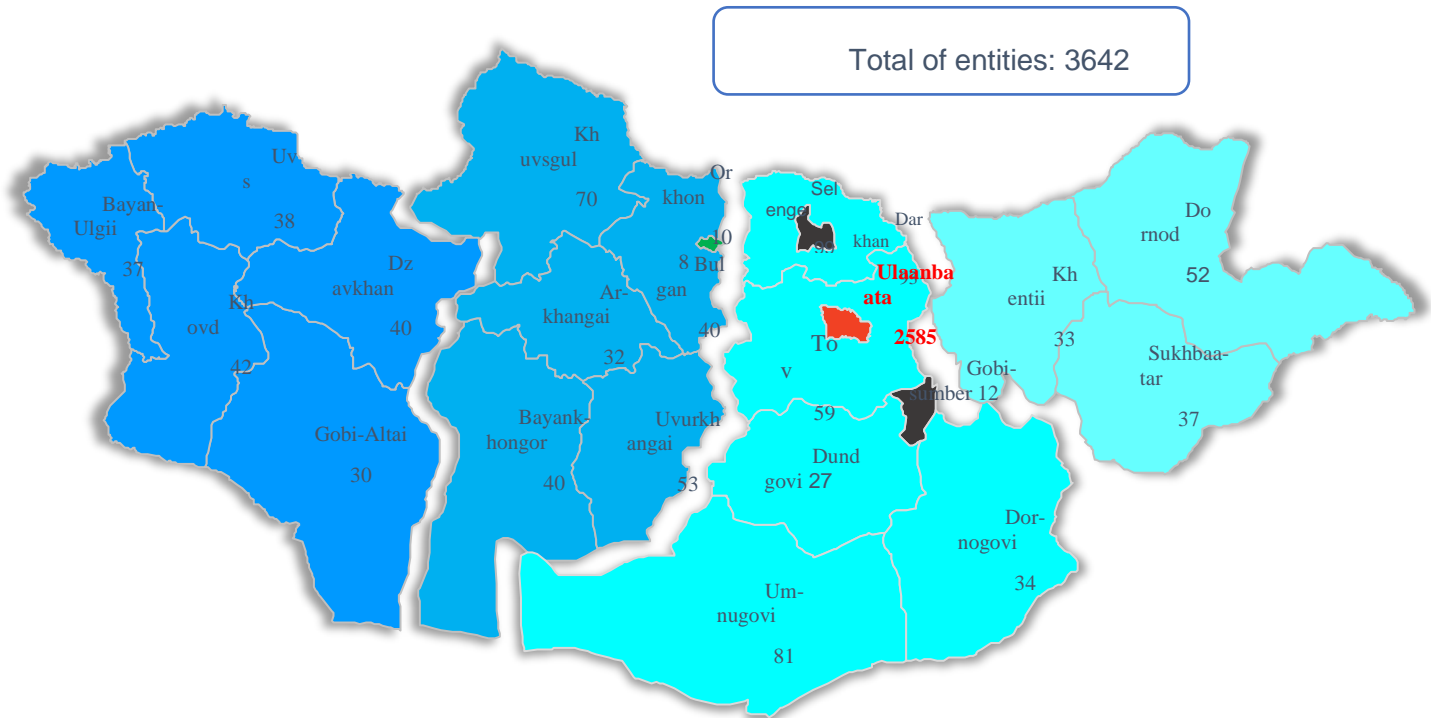 Total of entities: 3642
Kh
uvsgul
70
Uv
s
38
Bayan-
Ulgii
37
Kh
ovd
42
Dz
avkhan
40
Gobi-Altai
30
Or
khon
10
8
Bul
gan
40
Ar-
khangai
32
Bayank-
hongor
40
Uvurkh
angai
53
Sel
enge
99
Dar
khan
Ulaanba
ata
2585
To
v
59
Dund
govi 27
Um-
nugovi
81
Dor-
nogovi
34
Gobi-
sumber 12
Kh
entii
33
Do
rnod
52
Sukhbaa-
tar
37